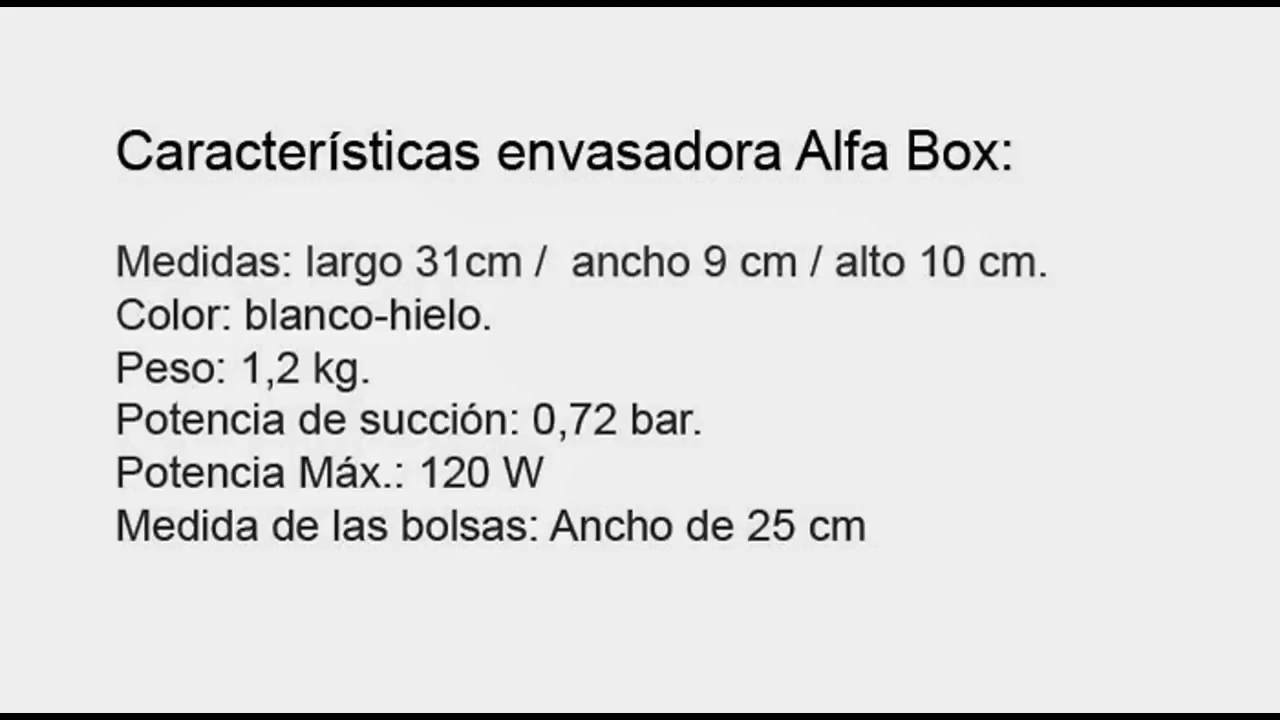 Características envasadora Alfa Box:
Medidas: largo 31cm /  ancho 9 cm / alto 10 cm.
Color: blanco-hielo.
Peso: 1,2 kg.
Potencia de succión: 0,72 bar.
Potencia Máx.: 120 W
Medida de las bolsas: Ancho de 25 cm